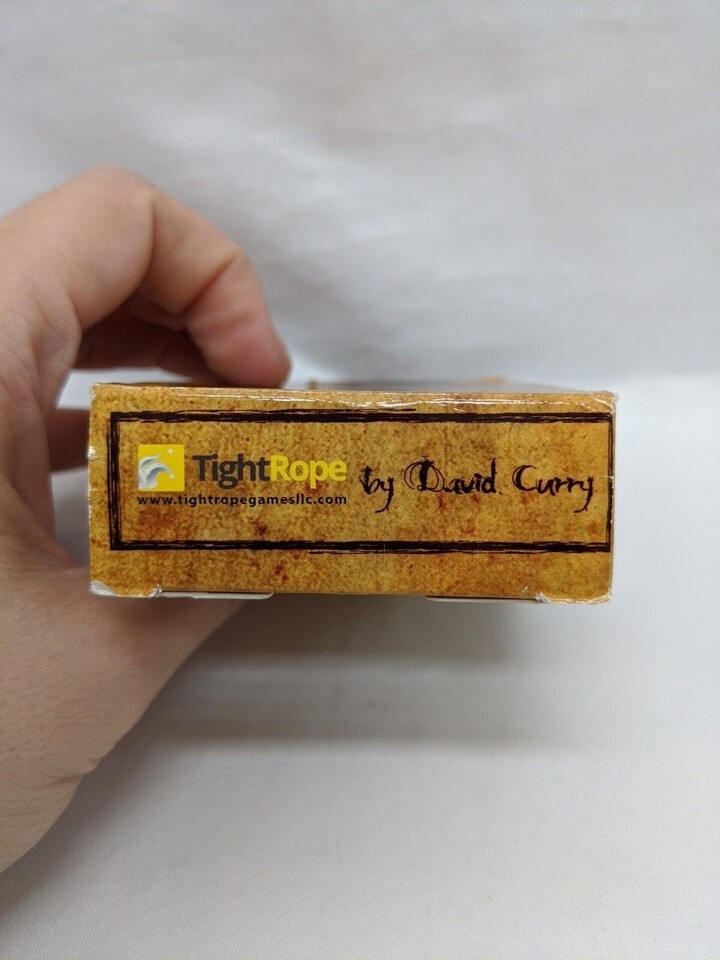 TightRope by David Curry
www.tightropegamesllc.com